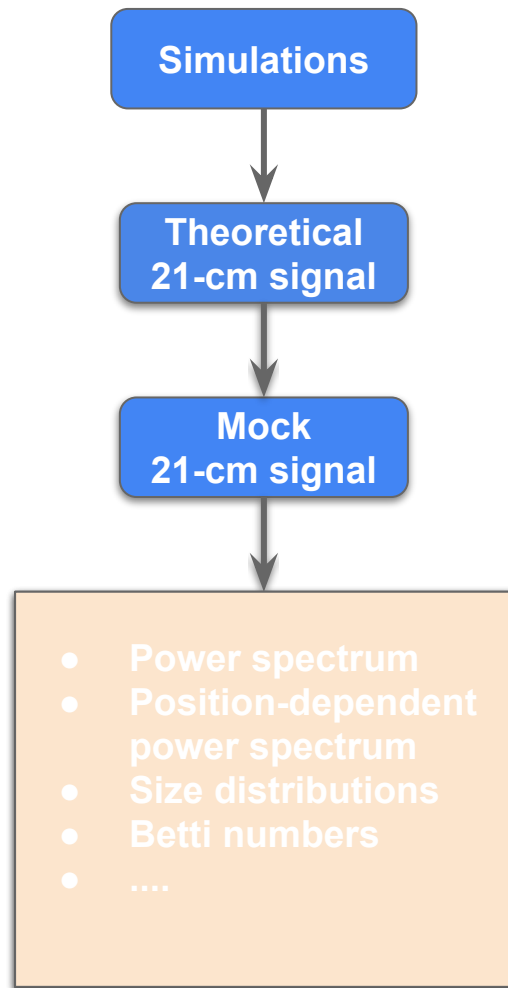 Simulations
Theoretical
21-cm signal
Mock
21-cm signal
● Power spectrum
● Position-dependent
power spectrum
● Size distributions
● Betti numbers
● ....